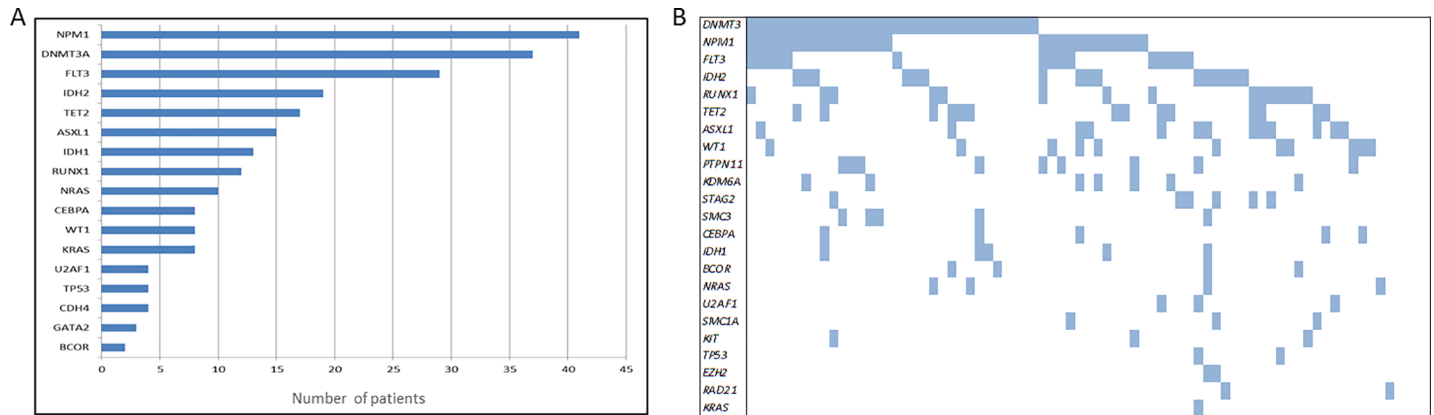 A
NPM1
DNMT3A
FLT3
IDH2
TET2
ASXL1
IDH1
RUNX1
NRAS
CEBPA
WT1
KRAS
U2AF1
TP53
CDH4
GATA2
BCOR
0 5 10 15 20 25 30 35 40 45
Number of patients
B
DNMT3
NPM1
FLT3
IDH2
RUNX1
TET2
ASXL1
WT1
PTPN11
KDM6A
STAG2
SMC3
CEBPA
IDH1
BCOR
NRAS
U2AF1
SMC1A
KIT
TP53
EZH2
RAD21
KRAS